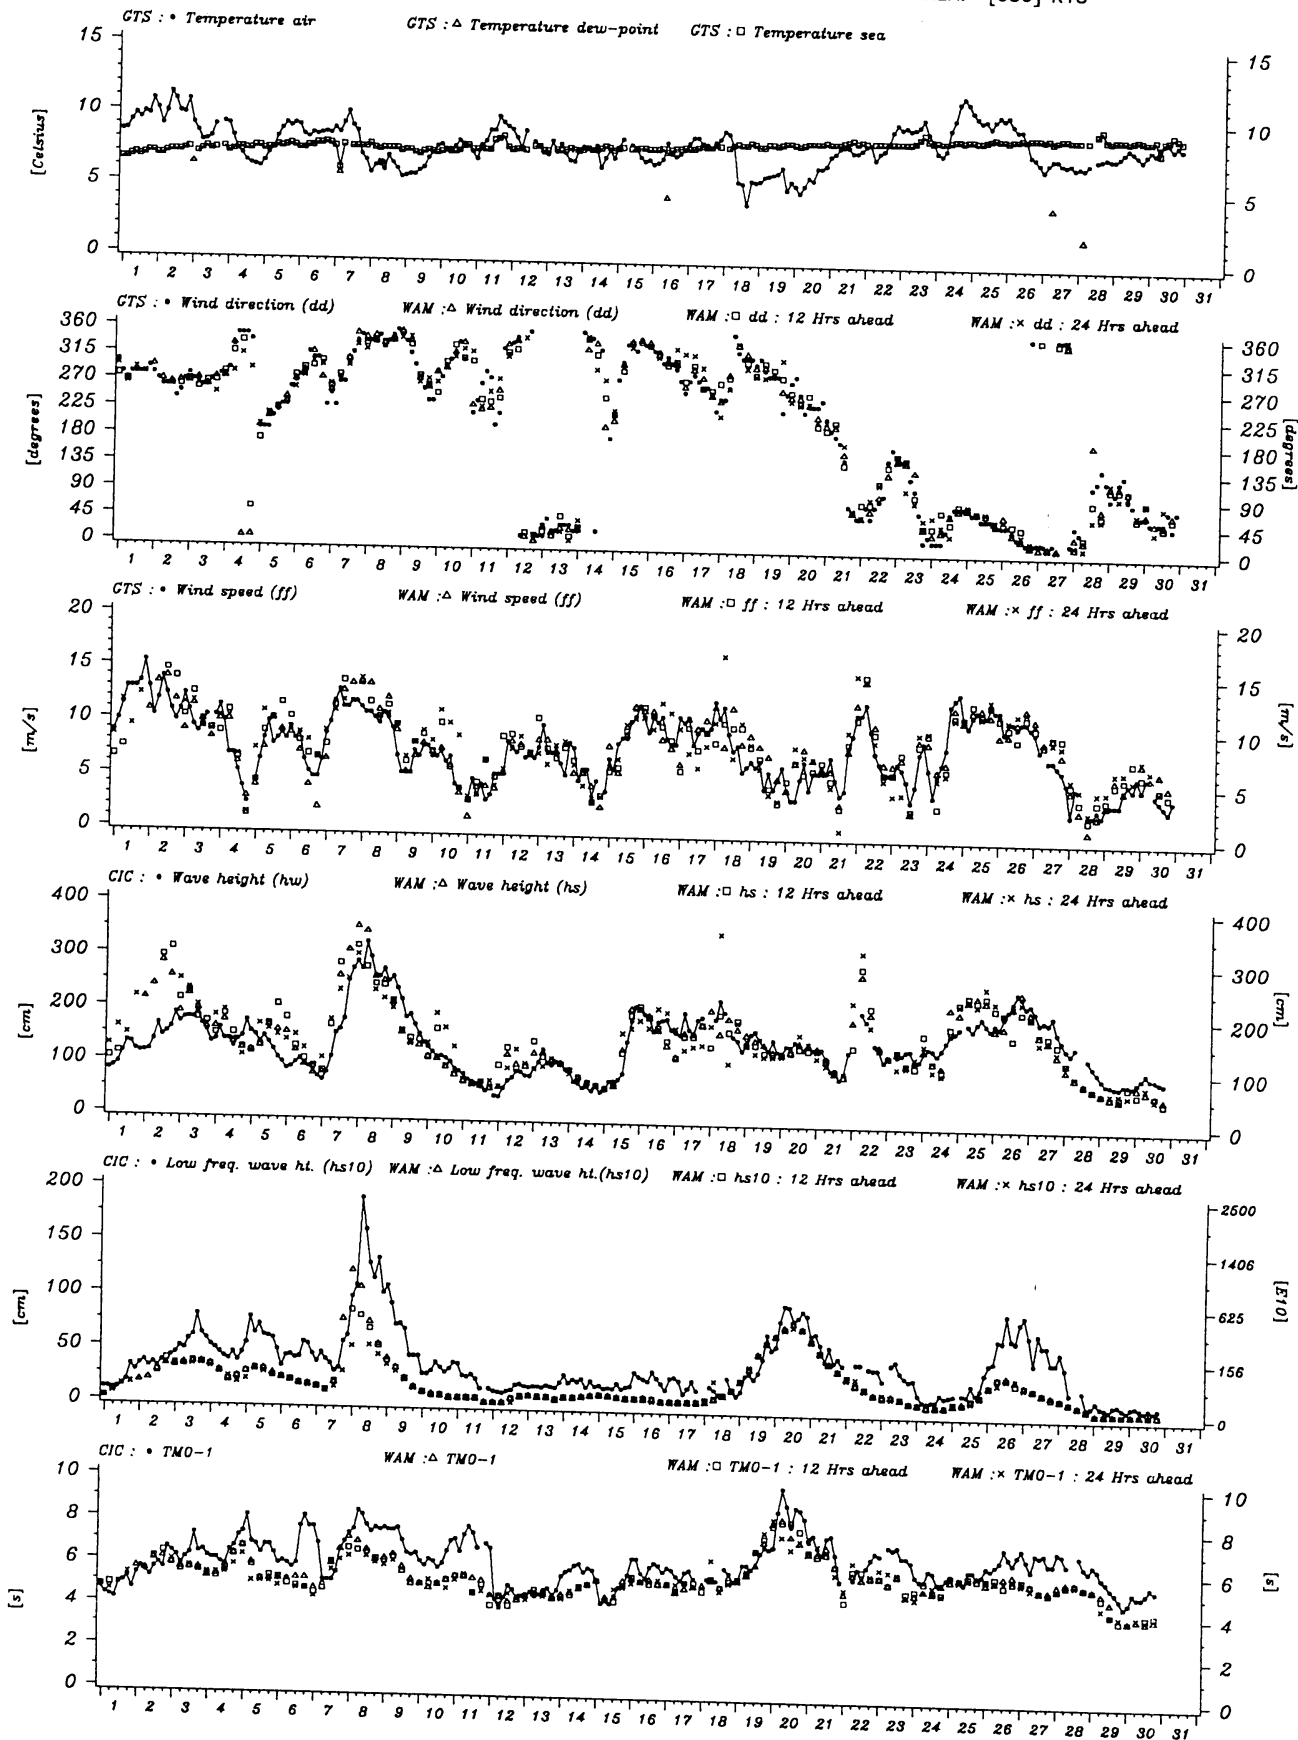 GTS : • Temperature air GTS : △ Temperature dew-point GTS : □ Temperature sea
15
10
5
0
[Celsius]
15
10
5
0
1 2 3 4 5 6 7 8 9 10 11 12 13 14 15 16 17 18 19 20 21 22 23 24 25 26 27 28 29 30 31
GTS : • Wind direction (dd) WAM :△ Wind direction (dd) WAM :□ dd : 12 Hrs ahead WAM :× dd : 24 Hrs ahead
360
315
270
225
180
135
90
45
0
[degrees]
360
315
270
225
180
135
90
45
0
[degrees]
1 2 3 4 5 6 7 8 9 10 11 12 13 14 15 16 17 18 19 20 21 22 23 24 25 26 27 28 29 30 31
GTS : • Wind speed (ff) WAM :△ Wind speed (ff) WAM :□ ff : 12 Hrs ahead WAM :× ff : 24 Hrs ahead
20
15
10
5
0
[m/s]
20
15
10
5
0
[m/s]
1 2 3 4 5 6 7 8 9 10 11 12 13 14 15 16 17 18 19 20 21 22 23 24 25 26 27 28 29 30 31
CIC : • Wave height (hw) WAM :△ Wave height (hs) WAM :□ hs : 12 Hrs ahead WAM :× hs : 24 Hrs ahead
400
300
200
100
0
[cm]
400
300
200
100
0
[cm]
1 2 3 4 5 6 7 8 9 10 11 12 13 14 15 16 17 18 19 20 21 22 23 24 25 26 27 28 29 30 31
CIC : • Low freq. wave ht. (hs10) WAM :△ Low freq. wave ht.(hs10) WAM :□ hs10 : 12 Hrs ahead WAM :× hs10 : 24 Hrs ahead
200
150
100
50
0
[cm]
2500
1406
625
156
0
[E10]
1 2 3 4 5 6 7 8 9 10 11 12 13 14 15 16 17 18 19 20 21 22 23 24 25 26 27 28 29 30 31
CIC : • TM0-1 WAM :△ TM0-1 WAM :□ TM0-1 : 12 Hrs ahead WAM :× TM0-1 : 24 Hrs ahead
10
8
6
4
2
0
[s]
10
8
6
4
2
0
[s]
1 2 3 4 5 6 7 8 9 10 11 12 13 14 15 16 17 18 19 20 21 22 23 24 25 26 27 28 29 30 31